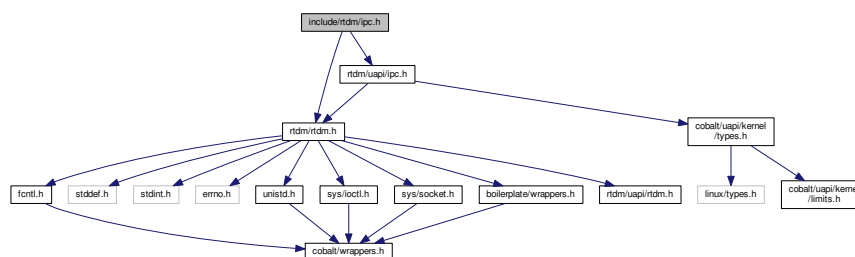 include/rtdm/ipc.h
rtdm/uapi/ipc.h
rtdm/rtdm.h
cobalt/uapi/kernel
/types.h
fcntl.h
stddef.h
stdint.h
errno.h
unistd.h
sys/ioctl.h
sys/socket.h
boilerplate/wrappers.h
rtdm/uapi/rtdm.h
linux/types.h
cobalt/uapi/kernel
/limits.h
cobalt/wrappers.h